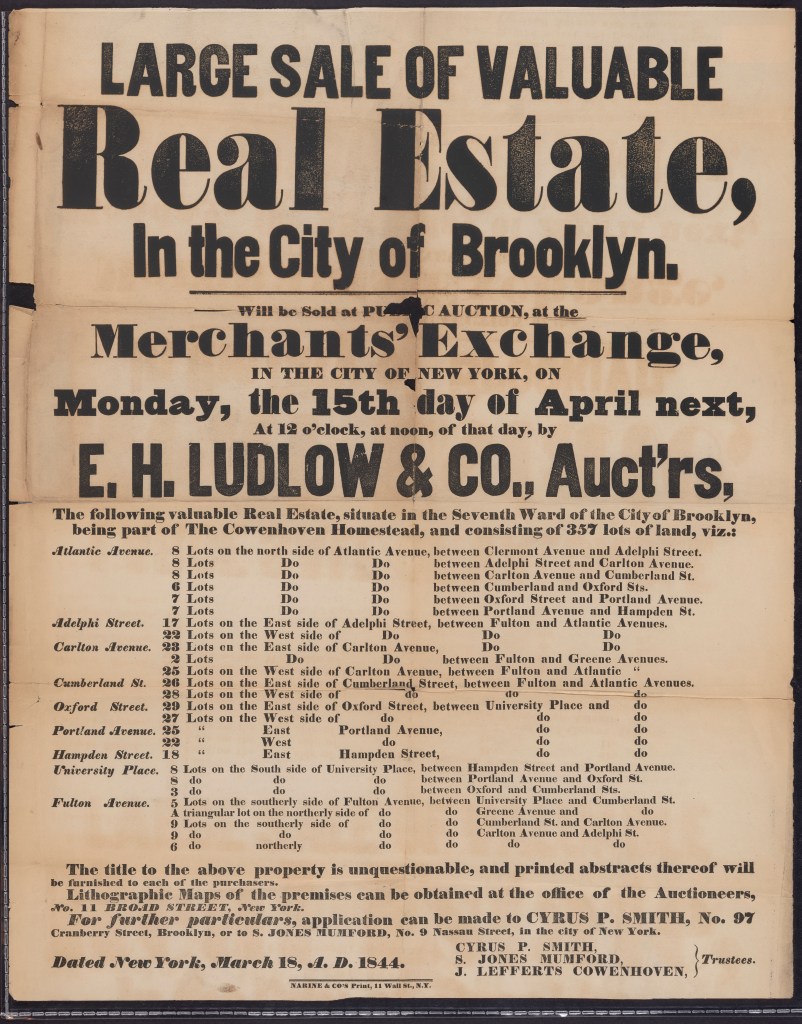 LARGE SALE OF VALUABLE
Real Estate,
In the City of Brooklyn.
Will be Sold at PU C AUCTION, at the
Merchants' Exchange,
IN THE CITY OF NEW YORK, ON
Monday, the 15th day of April next,
At 12 o'clock, at noon, of that day, by
E. H. LUDLOW & CO., Auct'rs,
The following valuable Real Estate, situate in the Seventh Ward of the City of Brooklyn,
being part of The Cowenhoven Homestead, and consisting of 357 lots of land, viz.:
Atlantic Avenue. 8 Lots on the north side of Atlantic Avenue, between Clermont Avenue and Adelphi Street.
8 Lots Do Do between Adelphi Street and Carlton Avenue.
8 Lots Do Do between Carlton Avenue and Cumberland St.
6 Lots Do Do between Cumberland and Oxford Sts.
7 Lots Do Do between Oxford Street and Portland Avenue.
7 Lots Do Do between Portland Avenue and Hampden St.
Adelphi Street. 17 Lots on the East side of Adelphi Street, between Fulton and Atlantic Avenues.
22 Lots on the West side of Do Do Do
Carlton Avenue. 23 Lots on the East side of Carlton Avenue, Do Do
2 Lots Do Do between Fulton and Greene Avenues.
25 Lots on the West side of Carlton Avenue, between Fulton and Atlantic "
Cumberland St. 26 Lots on the East side of Cumberland Street, between Fulton and Atlantic Avenues.
28 Lots on the West side of do do do
Oxford Street. 29 Lots on the East side of Oxford Street, between University Place and do
27 Lots on the West side of do do do
Portland Avenue. 25 " East Portland Avenue, do do
22 " West do do do
Hampden Street. 18 " East Hampden Street, do do
University Place. 8 Lots on the South side of University Place, between Hampden Street and Portland Avenue.
8 do do do between Portland Avenue and Oxford St.
3 do do do between Oxford and Cumberland Sts.
Fulton Avenue. 5 Lots on the southerly side of Fulton Avenue, between University Place and Cumberland St.
A triangular lot on the northerly side of do do Greene Avenue and do
9 Lots on the southerly side of do do Cumberland St. and Carlton Avenue.
9 do do do do Carlton Avenue and Adelphi St.
6 do northerly do do do do
The title to the above property is unquestionable, and printed abstracts thereof will
be furnished to each of the purchasers.
Lithographic Maps of the premises can be obtained at the office of the Auctioneers,
No. 11 BROAD STREET, New York.
For further particulars, application can be made to CYRUS P. SMITH, No. 97
Cranberry Street, Brooklyn, or to S. JONES MUMFORD, No. 9 Nassau Street, in the city of New York.
CYRUS P. SMITH,
S. JONES MUMFORD,
J. LEFFERTS COWENHOVEN,
Trustees.
Dated New York, March 18, A. D. 1844.
NARINE & CO'S Print, 11 Wall St., N.Y.